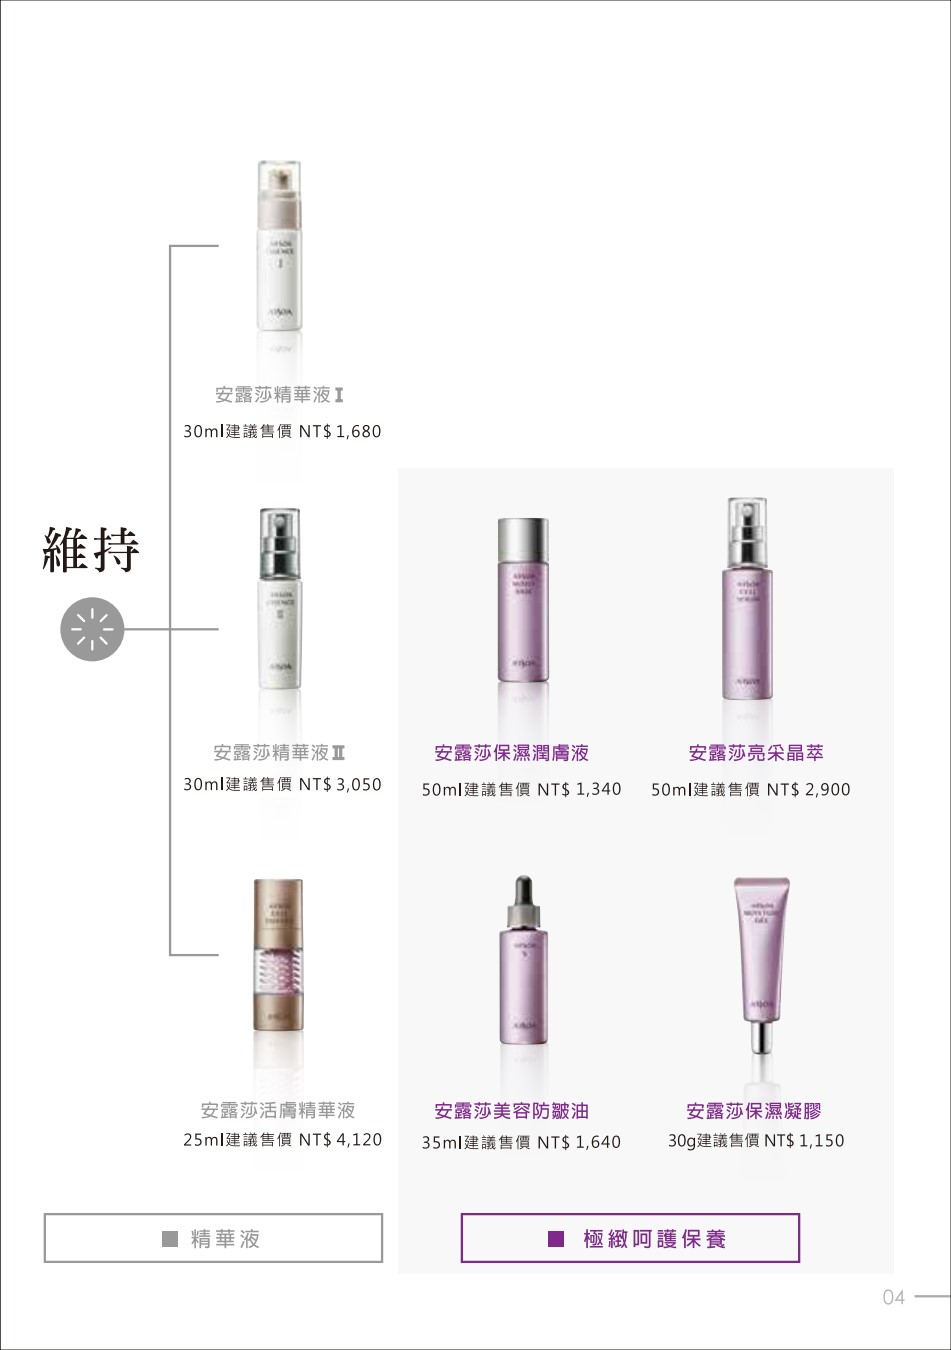 安露莎精華液Ⅰ
30ml建議售價 NT$ 1,680
維持
安露莎精華液Ⅱ
30ml建議售價 NT$ 3,050
安露莎保濕潤膚液
50ml建議售價 NT$ 1,340
安露莎亮采晶萃
50ml建議售價 NT$ 2,900
安露莎活膚精華液
25ml建議售價 NT$ 4,120
安露莎美容防皺油
35ml建議售價 NT$ 1,640
安露莎保濕凝膠
30g建議售價 NT$ 1,150
精華液
極緻呵護保養
04